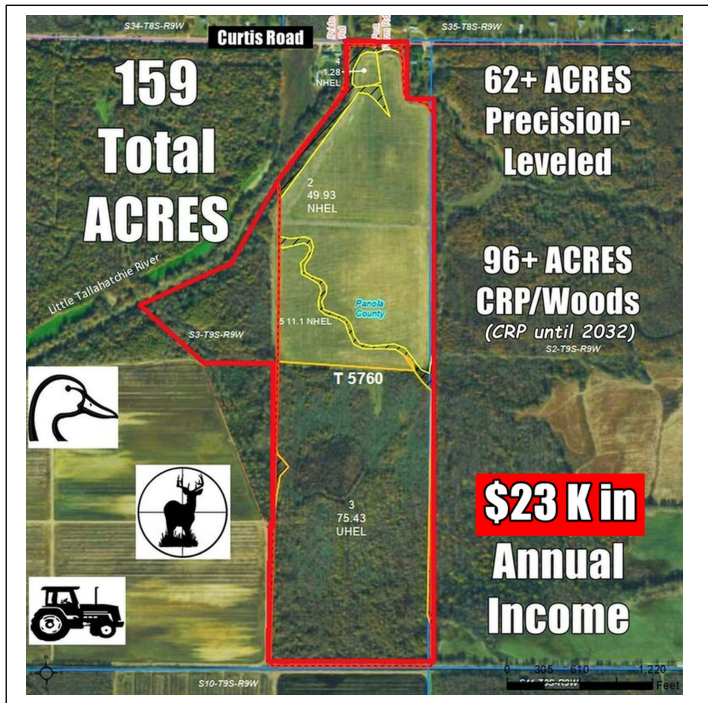 S34-T8S-R9W
S35-T8S-R9W
Curtis Road
159
Total
ACRES
4
1.28
NHEL
62+ ACRES
Precision-
Leveled
2
49.93
NHEL
Little Tallahatchie River
96+ ACRES
CRP/Woods
(CRP until 2032)
Panola
County
5 11.1 NHEL
S3-T9S-R9W
S2-T9S-R9W
T 5760
3
75.43
UHEL
$23 K in
Annual
Income
0 305 610 1,220
Feet
S10-T9S-R9W
S11-T9S-R9W